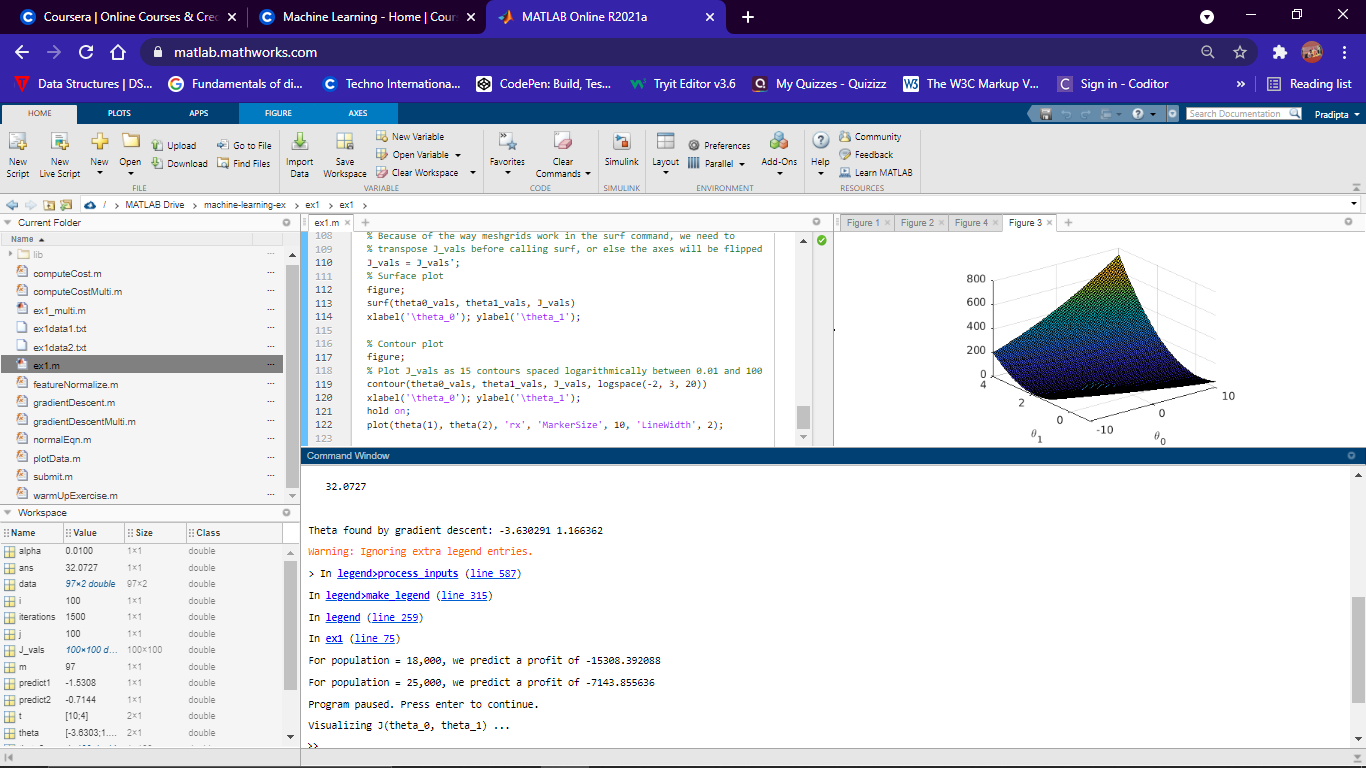 Coursera | Online Courses & Cred
Machine Learning - Home | Cours
MATLAB Online R2021a
matlab.mathworks.com
Data Structures | DS...
Fundamentals of di...
Techno Internationa...
CodePen: Build, Tes...
Tryit Editor v3.6
My Quizzes - Quizizz
The W3C Markup V...
Sign in - Coditor
»
Reading list
HOME PLOTS APPS FIGURE AXES
Search Documentation
Pradipta
New Script
New Live Script
New
Open
Upload
Download
Go to File
Find Files
Import Data
Save Workspace
New Variable
Open Variable
Clear Workspace
Favorites
Clear Commands
Simulink
Layout
Preferences
Parallel
Add-Ons
Help
Community
Feedback
Learn MATLAB
FILE VARIABLE CODE SIMULINK ENVIRONMENT RESOURCES
/ > MATLAB Drive > machine-learning-ex > ex1 > ex1 >
Current Folder
Name
lib
computeCost.m
computeCostMulti.m
ex1_multi.m
ex1data1.txt
ex1data2.txt
ex1.m
featureNormalize.m
gradientDescent.m
gradientDescentMulti.m
normalEqn.m
plotData.m
submit.m
warmUpExercise.m
Workspace
Name Value Size Class
alpha 0.0100 1×1 double
ans 32.0727 1×1 double
data 97×2 double 97×2 double
i 100 1×1 double
iterations 1500 1×1 double
j 100 1×1 double
J_vals 100×100 d... 100×100 double
m 97 1×1 double
predict1 -1.5308 1×1 double
predict2 -0.7144 1×1 double
t [10;4] 2×1 double
theta [-3.6303;1.... 2×1 double
ex1.m
108 % Because of the way meshgrids work in the surf command, we need to
109 % transpose J_vals before calling surf, or else the axes will be flipped
110 J_vals = J_vals';
111 % Surface plot
112 figure;
113 surf(theta0_vals, theta1_vals, J_vals)
114 xlabel('\theta_0'); ylabel('\theta_1');
115
116 % Contour plot
117 figure;
118 % Plot J_vals as 15 contours spaced logarithmically between 0.01 and 100
119 contour(theta0_vals, theta1_vals, J_vals, logspace(-2, 3, 20))
120 xlabel('\theta_0'); ylabel('\theta_1');
121 hold on;
122 plot(theta(1), theta(2), 'rx', 'MarkerSize', 10, 'LineWidth', 2);
123
Figure 1 Figure 2 Figure 4 Figure 3
800
600
400
200
0
4
2
0
-10
0
10
θ1
θ0
Command Window
32.0727
Theta found by gradient descent: -3.630291 1.166362
Warning: Ignoring extra legend entries.
> In legend>process_inputs (line 587)
In legend>make_legend (line 315)
In legend (line 259)
In ex1 (line 75)
For population = 18,000, we predict a profit of -15308.392088
For population = 25,000, we predict a profit of -7143.855636
Program paused. Press enter to continue.
Visualizing J(theta_0, theta_1) ...
>>